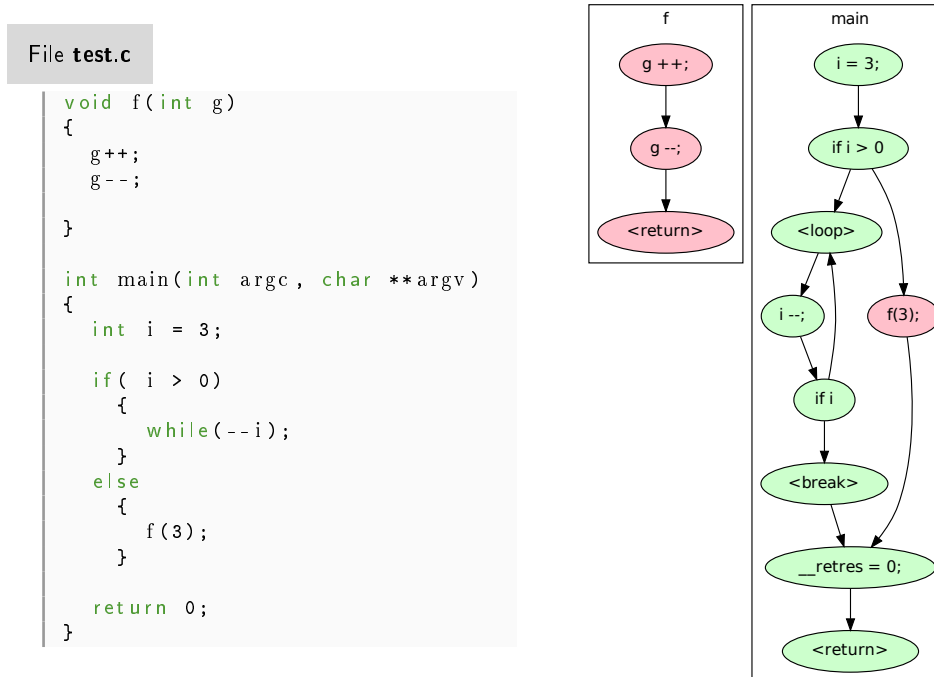 File test.c
void f(int g)
{
g++;
g--;
}
int main(int argc, char **argv)
{
int i = 3;
if( i > 0)
{
while(--i);
}
else
{
f(3);
}
return 0;
}
f
g ++;
g --;
<return>
main
i = 3;
if i > 0
<loop>
i --;
f(3);
if i
<break>
__retres = 0;
<return>